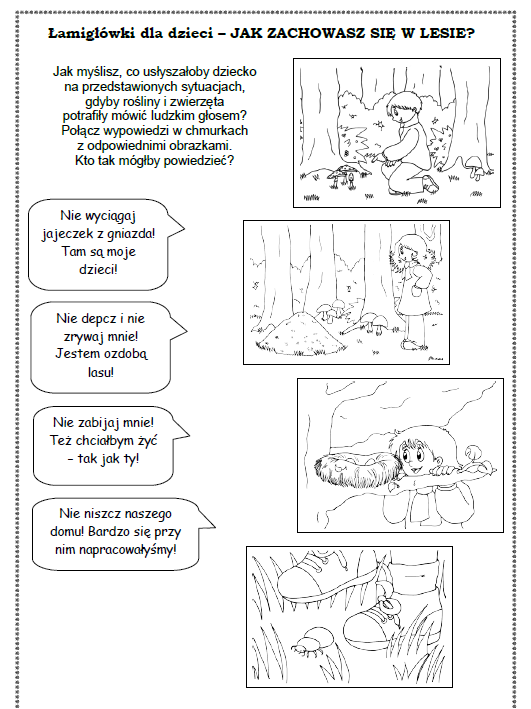 Łamigłówki dla dzieci – JAK ZACHOWASZ SIĘ W LESIE?
Jak myślisz, co usłyszałoby dziecko
na przedstawionych sytuacjach,
gdyby rośliny i zwierzęta
potrafiły mówić ludzkim głosem?
Połącz wypowiedzi w chmurkach
z odpowiednimi obrazkami.
Kto tak mógłby powiedzieć?
Nie wyciągaj
jajeczek z gniazda!
Tam są moje
dzieci!
Nie depcz i nie
zrywaj mnie!
Jestem ozdobą
lasu!
Nie zabijaj mnie!
Też chciałbym żyć
– tak jak ty!
Nie niszcz naszego
domu! Bardzo się przy
nim napracowałyśmy!